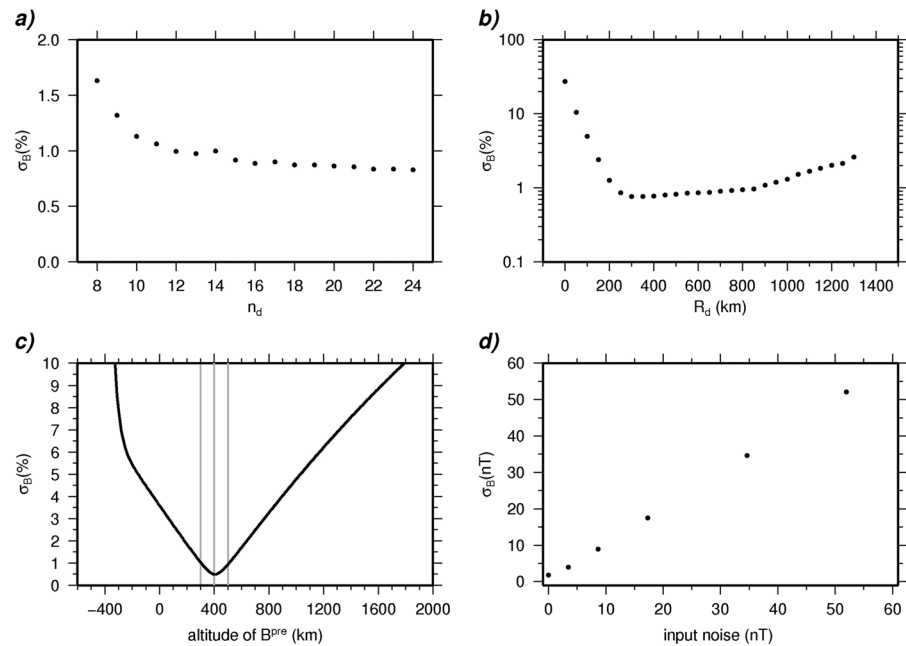 a)
2.0
1.5
1.0
0.5
0.0
σB(%)
8 10 12 14 16 18 20 22 24
nd
b)
100
10
1
0.1
σB(%)
0 200 400 600 800 1000 1200 1400
Rd (km)
c)
10
9
8
7
6
5
4
3
2
1
0
σB(%)
−400 0 400 800 1200 1600 2000
altitude of Bpre (km)
d)
60
50
40
30
20
10
0
σB(nT)
0 10 20 30 40 50 60
input noise (nT)